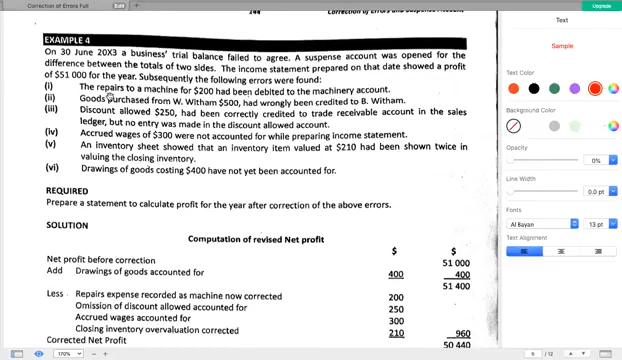 Correction of Errors Full
Edit
+
Upgrade
244
Correction of Errors and Suspense Account
Text
EXAMPLE 4
On 30 June 20X3 a business' trial balance failed to agree. A suspense account was opened for the
difference between the totals of two sides. The income statement prepared on that date showed a profit
of $51 000 for the year. Subsequently the following errors were found:
(i) The repairs to a machine for $200 had been debited to the machinery account.
(ii) Goods purchased from W. Witham $500, had wrongly been credited to B. Witham.
(iii) Discount allowed $250, had been correctly credited to trade receivable account in the sales
ledger, but no entry was made in the discount allowed account.
(iv) Accrued wages of $300 were not accounted for while preparing income statement.
(v) An inventory sheet showed that an inventory item valued at $210 had been shown twice in
valuing the closing inventory.
(vi) Drawings of goods costing $400 have not yet been accounted for.
REQUIRED
Prepare a statement to calculate profit for the year after correction of the above errors.
SOLUTION
Computation of revised Net profit
$ $
Net profit before correction 51 000
Add Drawings of goods accounted for 400 400
51 400
Less Repairs expense recorded as machine now corrected 200
Omission of discount allowed accounted for 250
Accrued wages accounted for 300
Closing inventory overvaluation corrected 210 960
Corrected Net Profit 50 440
Sample
Text Color
Background Color
Opacity
0%
Line Width
0.0 pt
Fonts
Al Bayan
13 pt
Text Alignment
170%
− +
6 / 12